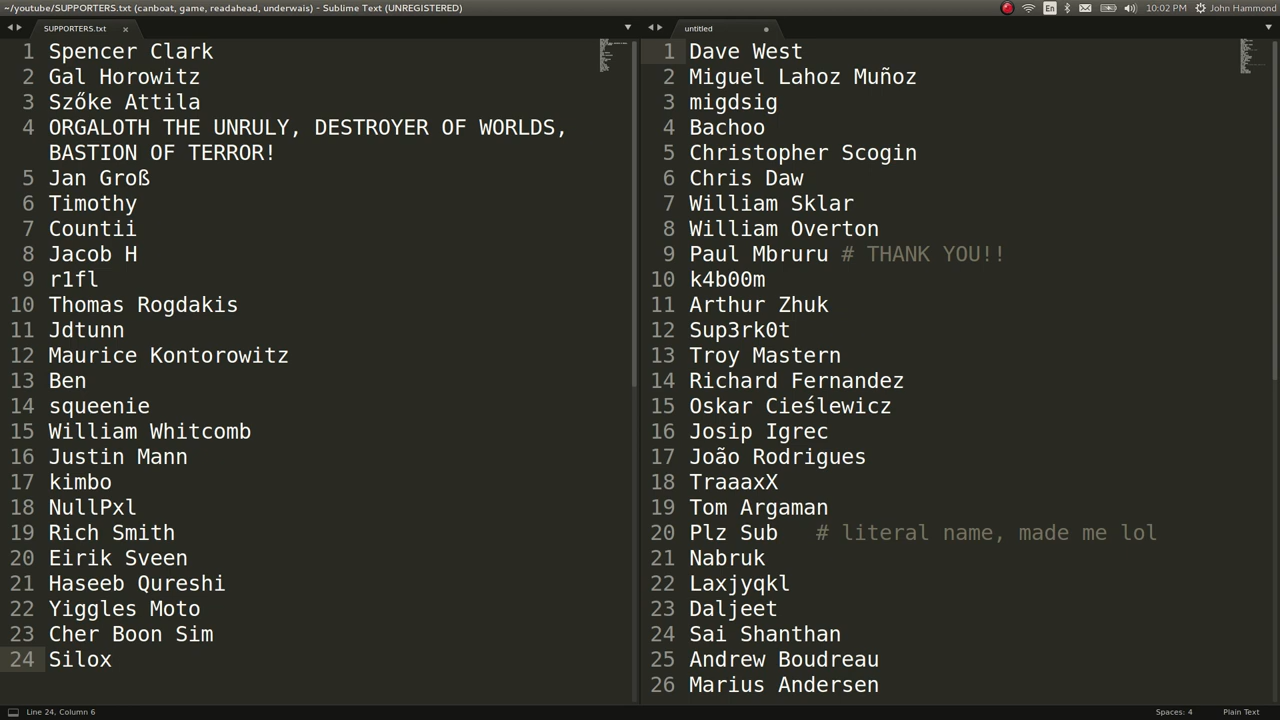 ~/youtube/SUPPORTERS.txt (canboat, game, readahead, underwais) - Sublime Text (UNREGISTERED)
En
10:02 PM
John Hammond
SUPPORTERS.txt
1 Spencer Clark
2 Gal Horowitz
3 Szőke Attila
4 ORGALOTH THE UNRULY, DESTROYER OF WORLDS,
BASTION OF TERROR!
5 Jan Groß
6 Timothy
7 Countii
8 Jacob H
9 r1fl
10 Thomas Rogdakis
11 Jdtunn
12 Maurice Kontorowitz
13 Ben
14 squeenie
15 William Whitcomb
16 Justin Mann
17 kimbo
18 NullPxl
19 Rich Smith
20 Eirik Sveen
21 Haseeb Qureshi
22 Yiggles Moto
23 Cher Boon Sim
24 Silox
untitled
1 Dave West
2 Miguel Lahoz Muñoz
3 migdsig
4 Bachoo
5 Christopher Scogin
6 Chris Daw
7 William Sklar
8 William Overton
9 Paul Mbruru # THANK YOU!!
10 k4b00m
11 Arthur Zhuk
12 Sup3rk0t
13 Troy Mastern
14 Richard Fernandez
15 Oskar Cieślewicz
16 Josip Igrec
17 João Rodrigues
18 TraaaxX
19 Tom Argaman
20 Plz Sub   # literal name, made me lol
21 Nabruk
22 Laxjyqkl
23 Daljeet
24 Sai Shanthan
25 Andrew Boudreau
26 Marius Andersen
Line 24, Column 6
Spaces: 4
Plain Text